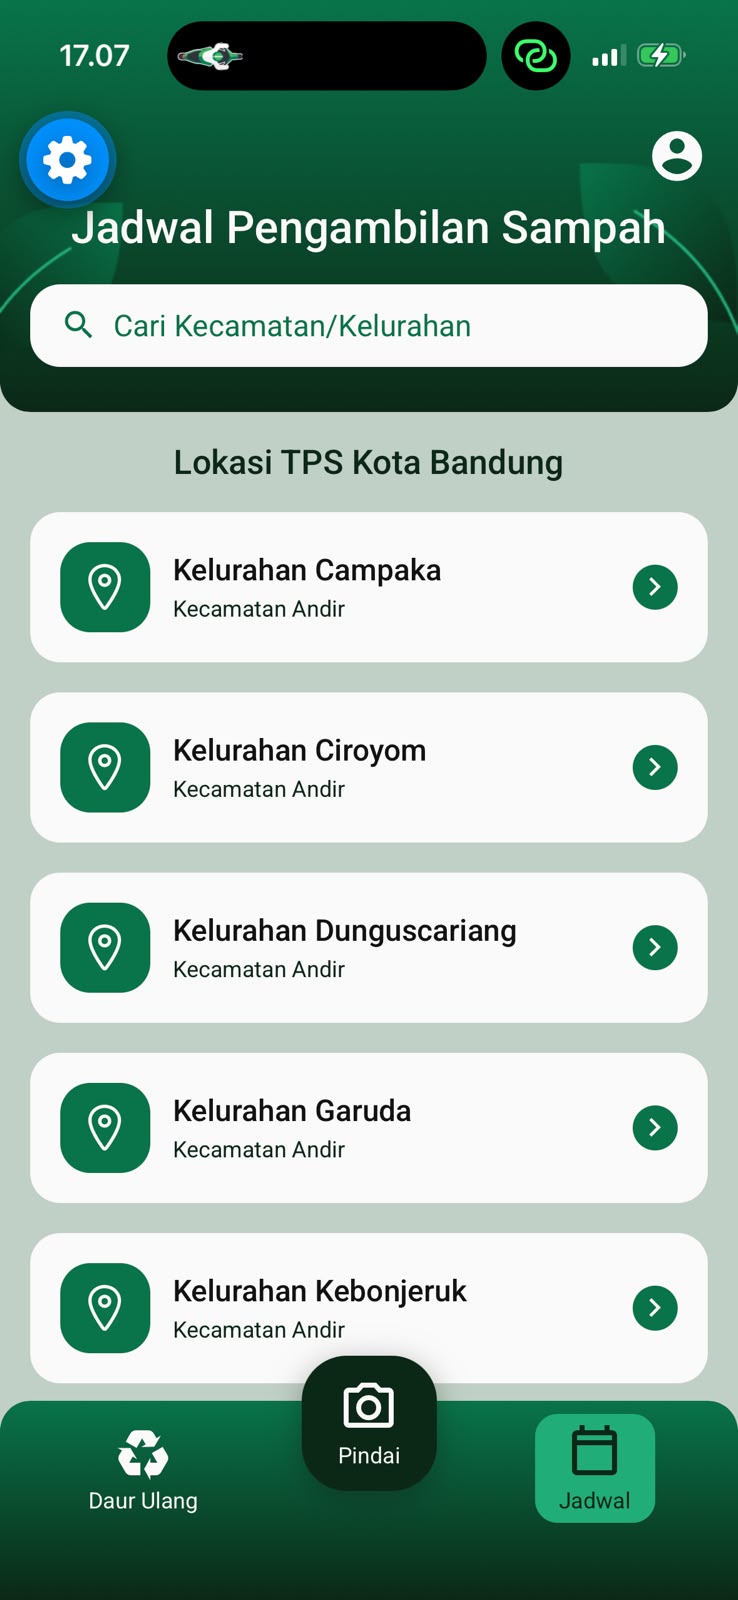 17.07
Jadwal Pengambilan Sampah
Cari Kecamatan/Kelurahan
Lokasi TPS Kota Bandung
Kelurahan Campaka
Kecamatan Andir
Kelurahan Ciroyom
Kecamatan Andir
Kelurahan Dunguscariang
Kecamatan Andir
Kelurahan Garuda
Kecamatan Andir
Kelurahan Kebonjeruk
Kecamatan Andir
Daur Ulang
Pindai
Jadwal